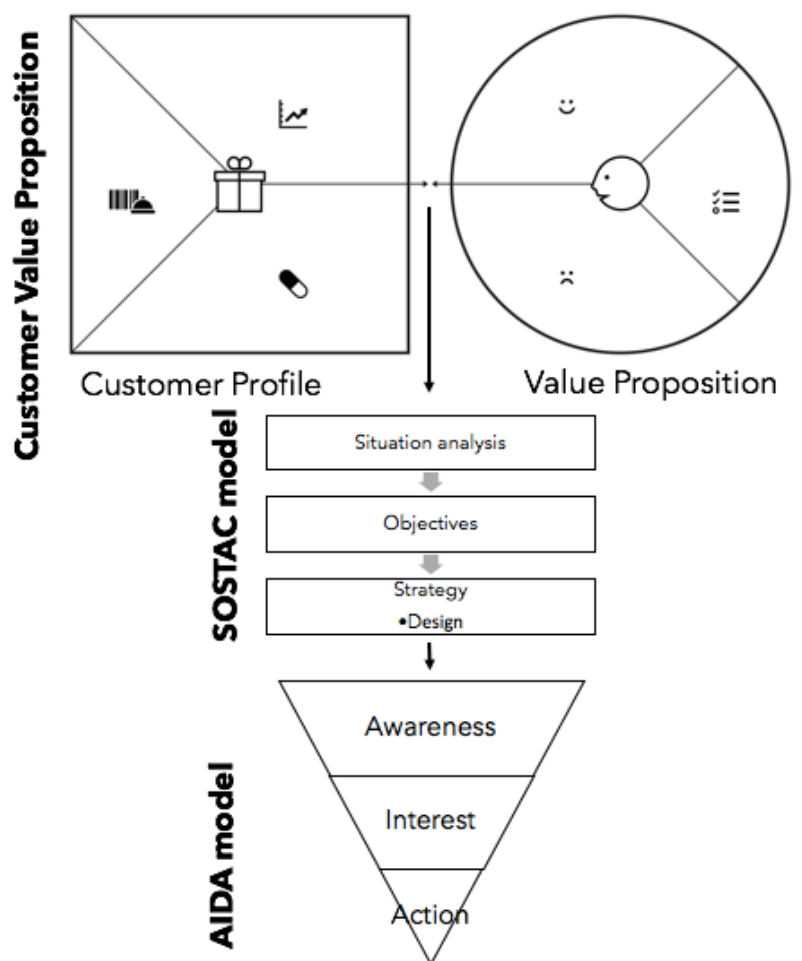 Customer Value Proposition
Customer Profile
Value Proposition
SOSTAC model
Situation analysis
Objectives
Strategy
•Design
AIDA model
Awareness
Interest
Action